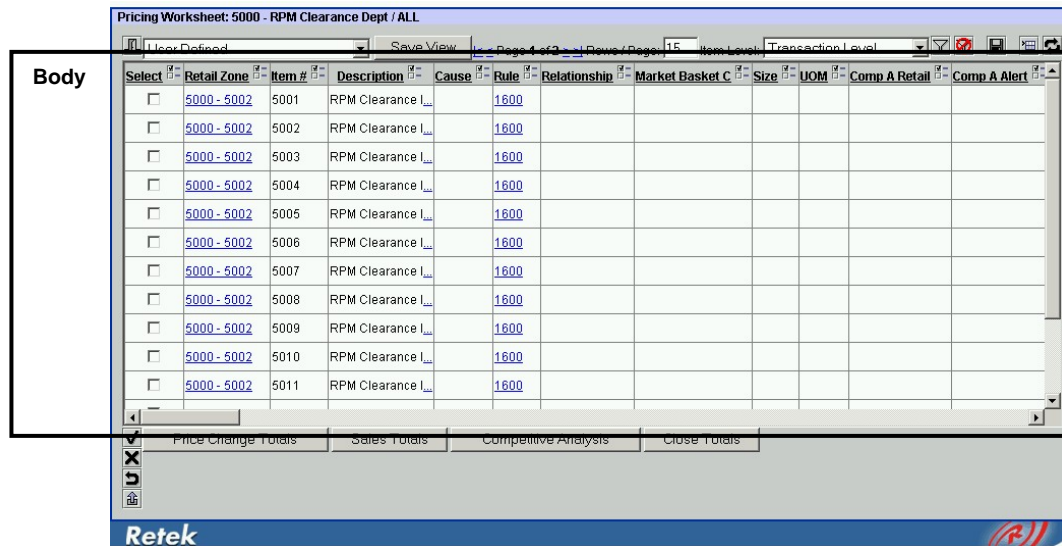 Pricing Worksheet: 5000 - RPM Clearance Dept / ALL
User Defined Save View |< < Page 1 of 2 > >| Rows / Page: 15 Item Level: Transaction Level
Body
Select Retail Zone Item # Description Cause Rule Relationship Market Basket C Size UOM Comp A Retail Comp A Alert
5000 - 5002 5001 RPM Clearance I... 1600
5000 - 5002 5002 RPM Clearance I... 1600
5000 - 5002 5003 RPM Clearance I... 1600
5000 - 5002 5004 RPM Clearance I... 1600
5000 - 5002 5005 RPM Clearance I... 1600
5000 - 5002 5006 RPM Clearance I... 1600
5000 - 5002 5007 RPM Clearance I... 1600
5000 - 5002 5008 RPM Clearance I... 1600
5000 - 5002 5009 RPM Clearance I... 1600
5000 - 5002 5010 RPM Clearance I... 1600
5000 - 5002 5011 RPM Clearance I... 1600
Price Change Totals Sales Totals Competitive Analysis Close Totals
Retek